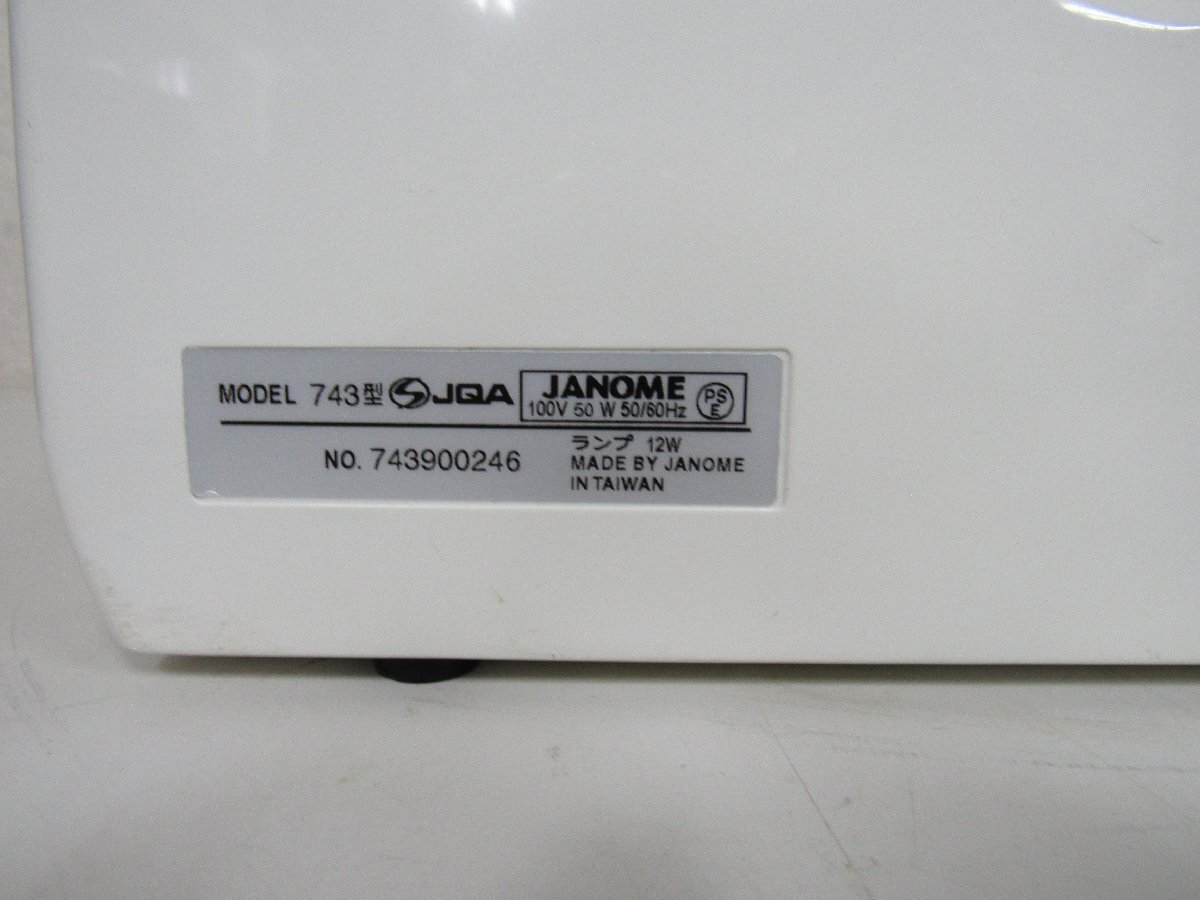 MODEL 743型 JQA JANOME
100V 50 W 50/60Hz PSE
NO. 743900246
ランプ 12W
MADE BY JANOME
IN TAIWAN